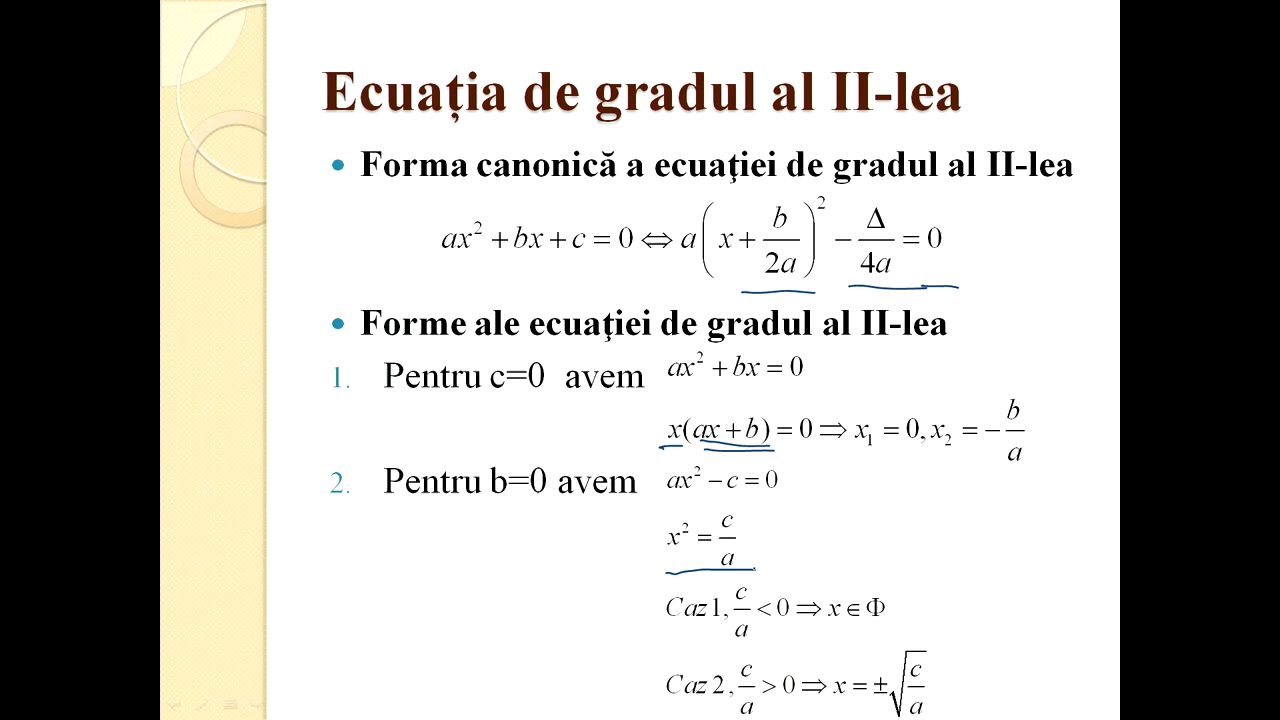 Ecuația de gradul al II-lea
• Forma canonică a ecuaţiei de gradul al II-lea
ax² + bx + c = 0 ⇔ a(x + b/2a)² − Δ/4a = 0
• Forme ale ecuaţiei de gradul al II-lea
1. Pentru c=0 avem ax² + bx = 0
x(ax + b) = 0 ⇒ x₁ = 0, x₂ = −b/a
2. Pentru b=0 avem ax² − c = 0
x² = c/a
Caz 1, c/a < 0 ⇒ x ∈ Φ
Caz 2, c/a > 0 ⇒ x = ±√(c/a)